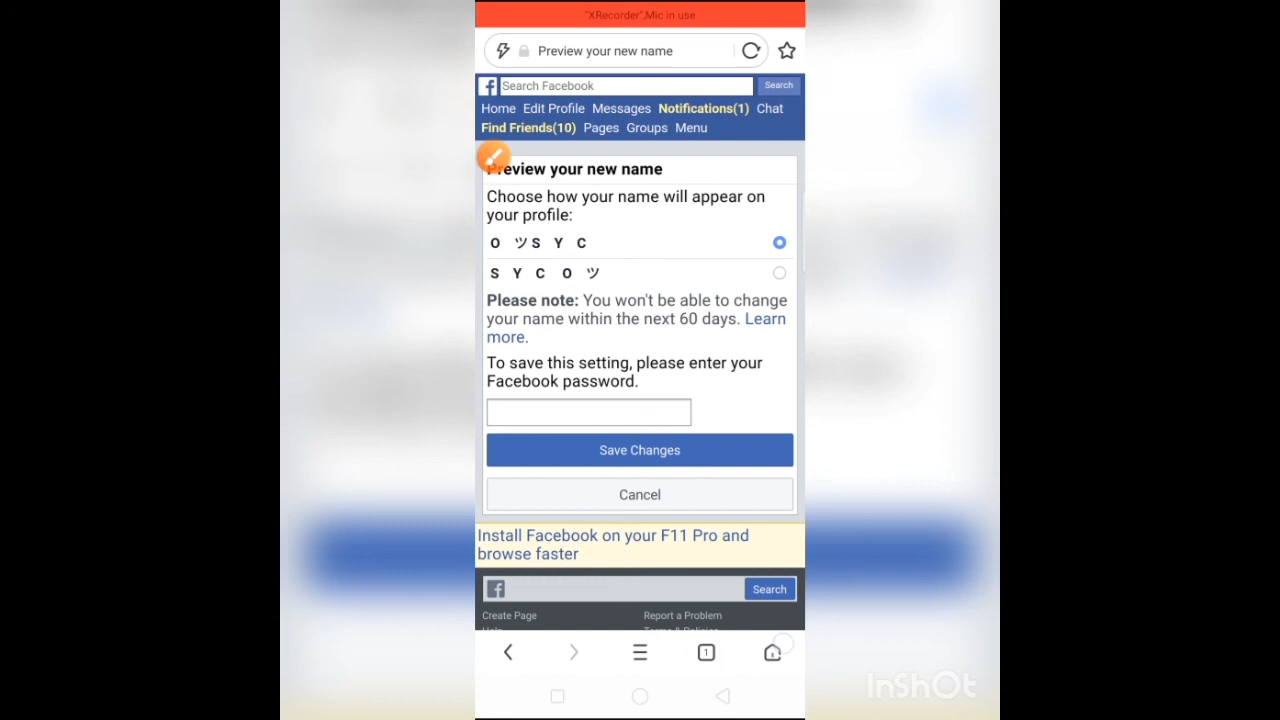 "XRecorder",Mic in use
Preview your new name
Search Facebook Search
Home Edit Profile Messages Notifications(1) Chat
Find Friends(10) Pages Groups Menu
Preview your new name
Choose how your name will appear on
your profile:
O ツ S Y C
S Y C O ツ
Please note: You won't be able to change
your name within the next 60 days. Learn
more.
To save this setting, please enter your
Facebook password.
Save Changes
Cancel
Install Facebook on your F11 Pro and
browse faster
Search
Create Page Report a Problem
Help Terms & Policies
1
InShOt